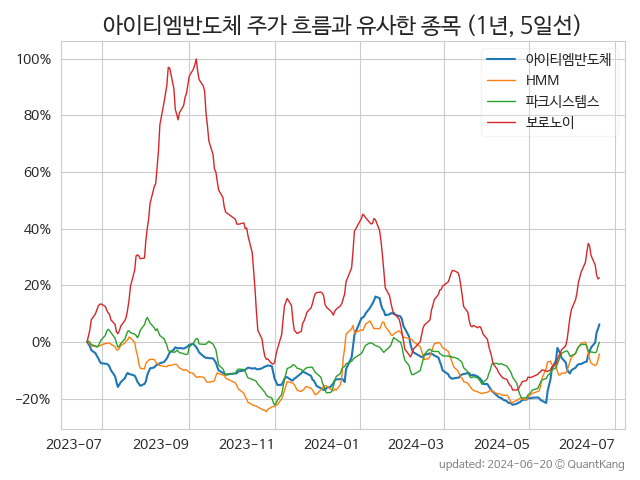 아이티엠반도체 주가 흐름과 유사한 종목 (1년, 5일선)
아이티엠반도체
HMM
파크시스템스
보로노이
100%
80%
60%
40%
20%
0%
−20%
2023-07
2023-09
2023-11
2024-01
2024-03
2024-05
2024-07
updated: 2024-06-20 © QuantKang